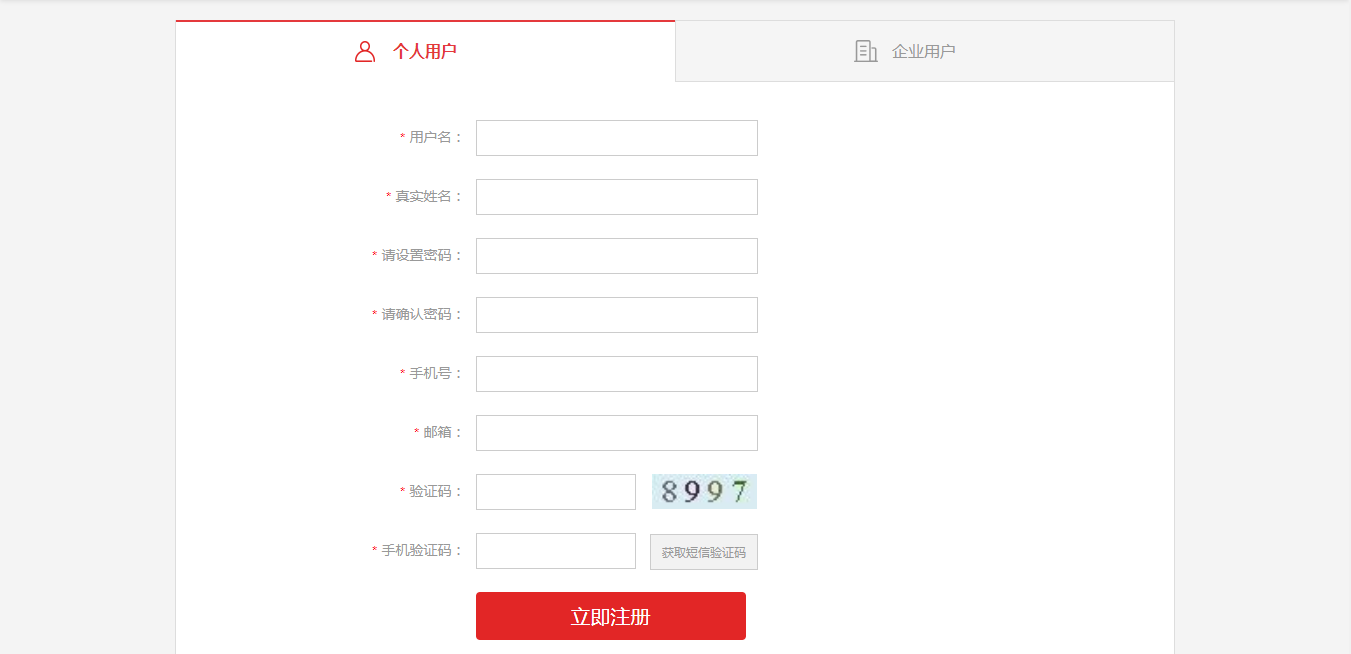 个人用户
企业用户
* 用户名：
* 真实姓名：
* 请设置密码：
* 请确认密码：
* 手机号：
* 邮箱：
* 验证码： 8997
* 手机验证码： 获取短信验证码
立即注册